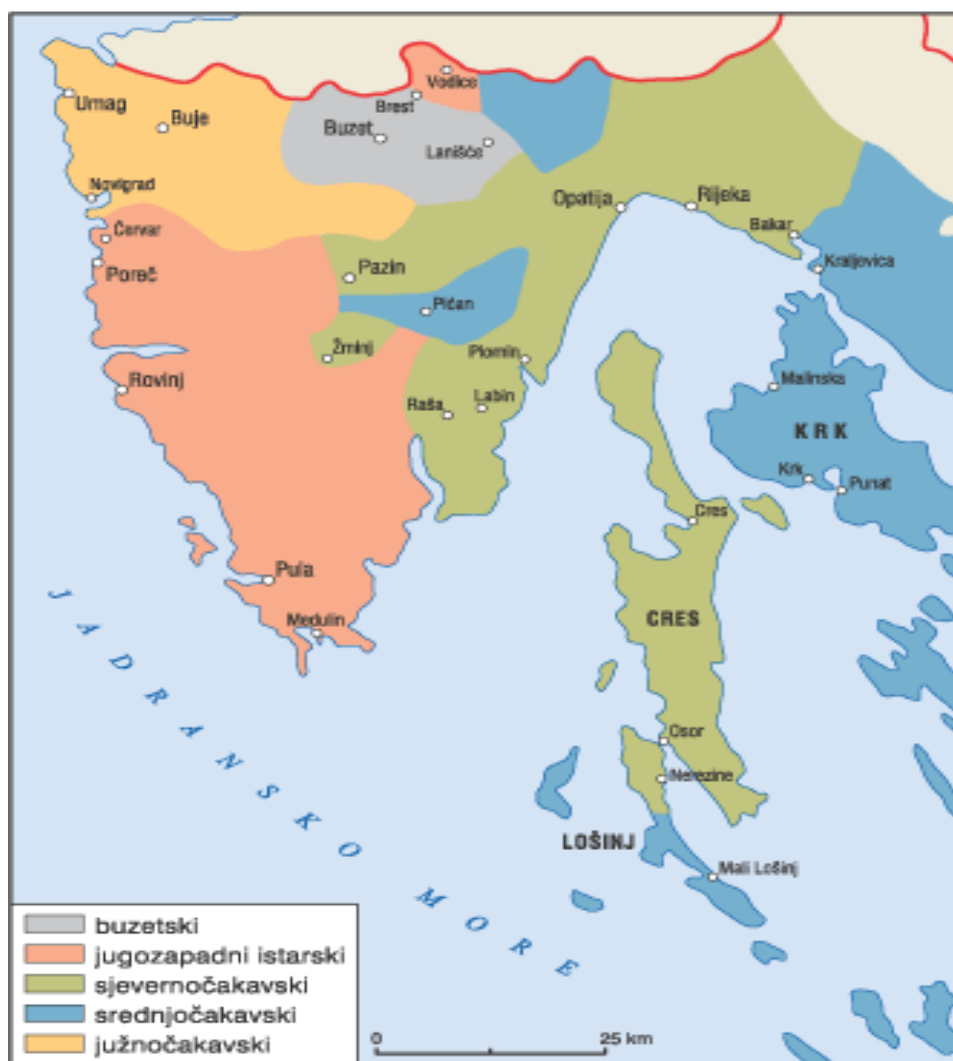 Umag
Buje
Vodice
Brest
Buzet
Lanišće
Novigrad
Opatija
Rijeka
Bakar
Červar
Kraljevica
Poreč
Pazin
Pićan
Žminj
Plomin
Rovinj
Malinska
Labin
Raša
KRK
Krk
Punat
Cres
Pula
Medulin
CRES
JADRANSKO MORE
Osor
Nerezine
LOŠINJ
Mali Lošinj
buzetski
jugozapadni istarski
sjevernočakavski
srednjočakavski
južnočakavski
0 25 km